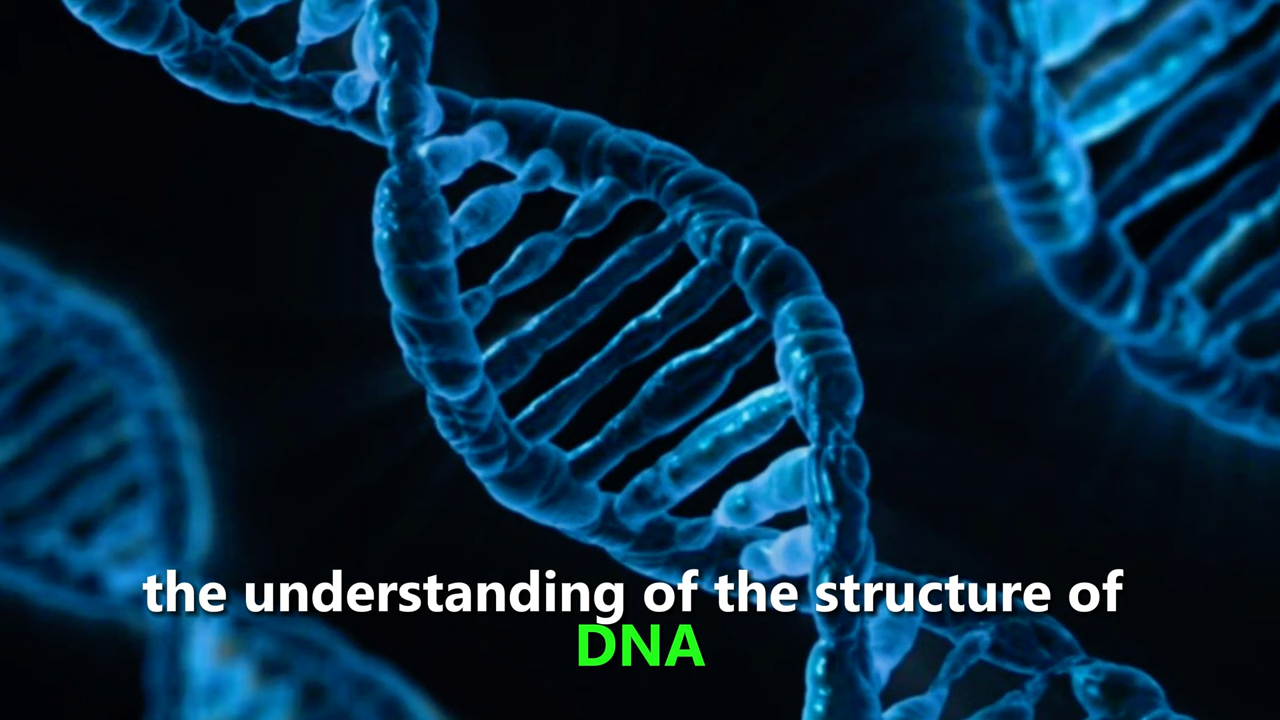 the understanding of the structure of
DNA